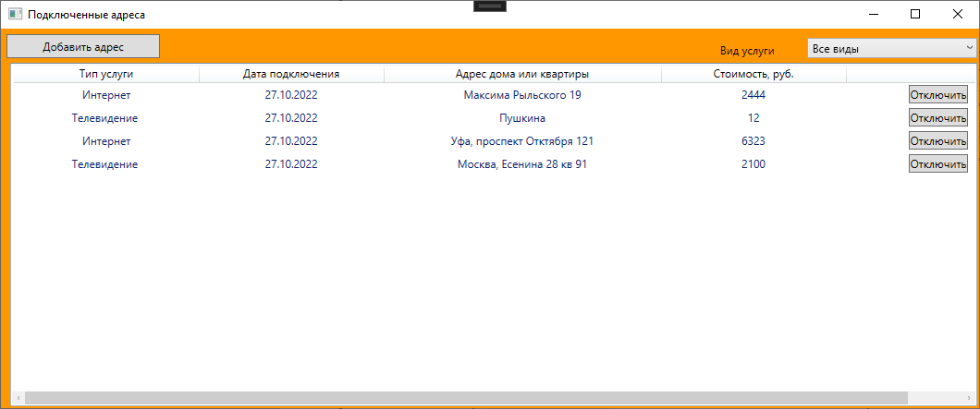 Подключенные адреса
Добавить адрес
Вид услуги Все виды
Тип услуги Дата подключения Адрес дома или квартиры Стоимость, руб.
Интернет 27.10.2022 Максима Рыльского 19 2444 Отключить
Телевидение 27.10.2022 Пушкина 12 Отключить
Интернет 27.10.2022 Уфа, проспект Отктября 121 6323 Отключить
Телевидение 27.10.2022 Москва, Есенина 28 кв 91 2100 Отключить